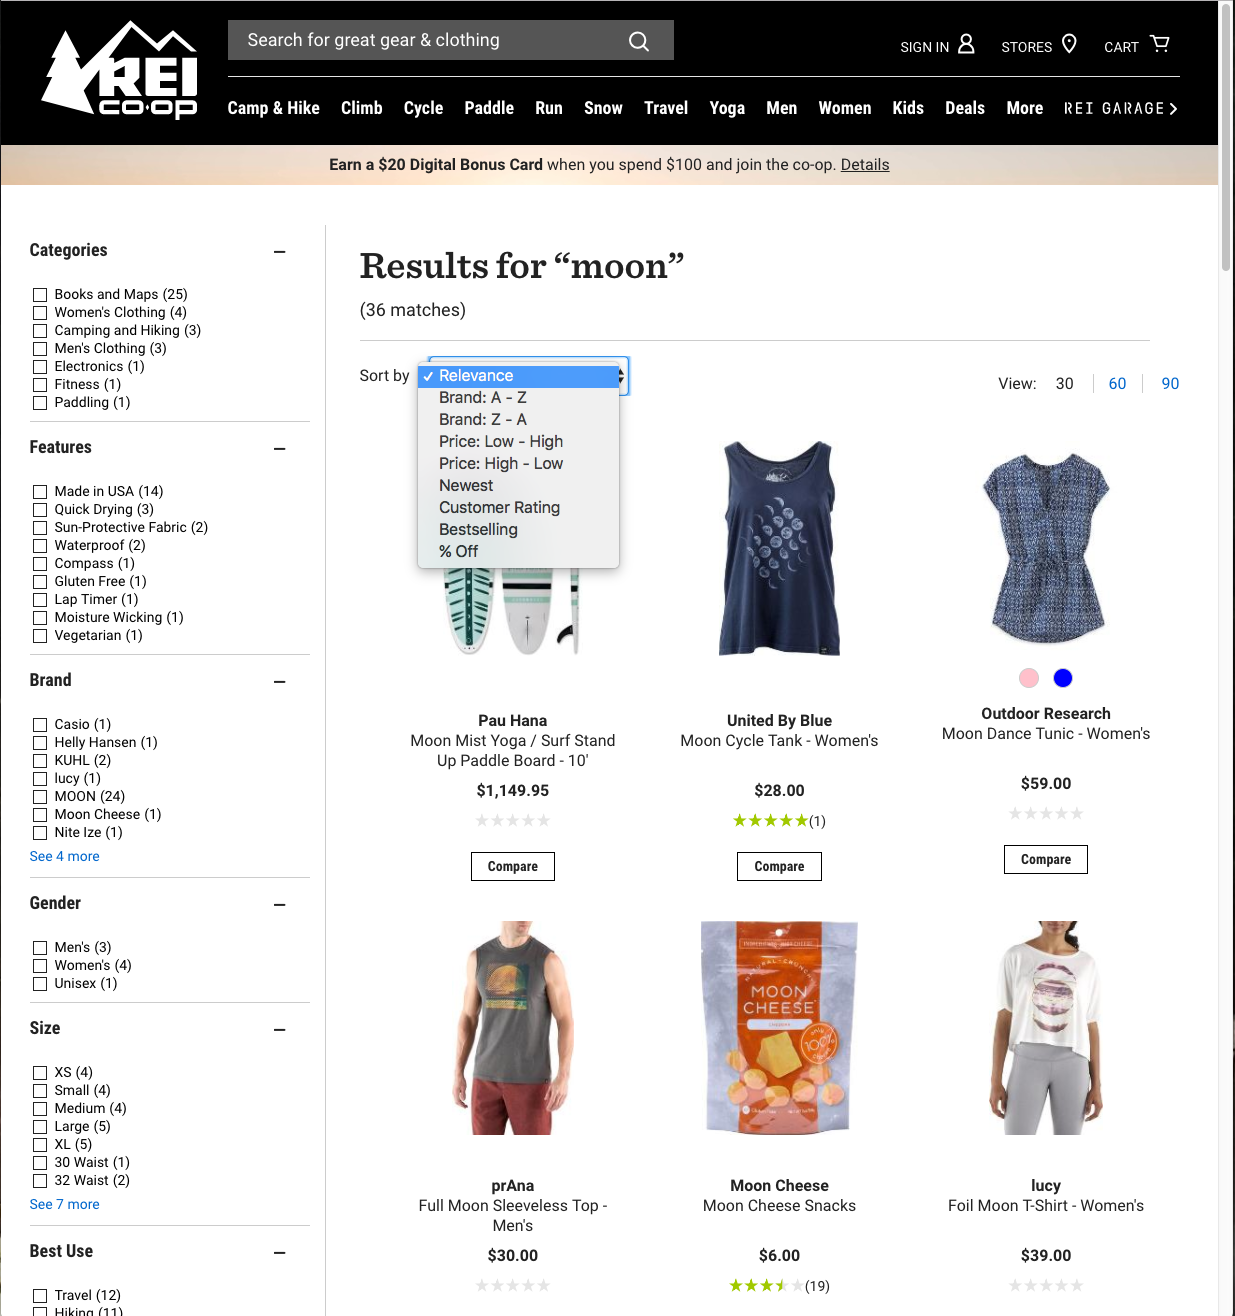 REI
CO·OP
Search for great gear & clothing
SIGN IN
STORES
CART
Camp & Hike Climb Cycle Paddle Run Snow Travel Yoga Men Women Kids Deals More REI GARAGE
Earn a $20 Digital Bonus Card when you spend $100 and join the co-op. Details
Categories
Books and Maps (25)
Women's Clothing (4)
Camping and Hiking (3)
Men's Clothing (3)
Electronics (1)
Fitness (1)
Paddling (1)
Features
Made in USA (14)
Quick Drying (3)
Sun-Protective Fabric (2)
Waterproof (2)
Compass (1)
Gluten Free (1)
Lap Timer (1)
Moisture Wicking (1)
Vegetarian (1)
Brand
Casio (1)
Helly Hansen (1)
KUHL (2)
lucy (1)
MOON (24)
Moon Cheese (1)
Nite Ize (1)
See 4 more
Gender
Men's (3)
Women's (4)
Unisex (1)
Size
XS (4)
Small (4)
Medium (4)
Large (5)
XL (5)
30 Waist (1)
32 Waist (2)
See 7 more
Best Use
Travel (12)
Hiking (11)
Results for “moon”
(36 matches)
Sort by
Relevance
Brand: A - Z
Brand: Z - A
Price: Low - High
Price: High - Low
Newest
Customer Rating
Bestselling
% Off
View: 30 60 90
Pau Hana
Moon Mist Yoga / Surf Stand
Up Paddle Board - 10'
$1,149.95
Compare
United By Blue
Moon Cycle Tank - Women's
$28.00
(1)
Compare
Outdoor Research
Moon Dance Tunic - Women's
$59.00
Compare
prAna
Full Moon Sleeveless Top -
Men's
$30.00
NATURAL · CRUNCHY
MOON
CHEESE
only
100%
Moon Cheese
Moon Cheese Snacks
$6.00
(19)
lucy
Foil Moon T-Shirt - Women's
$39.00